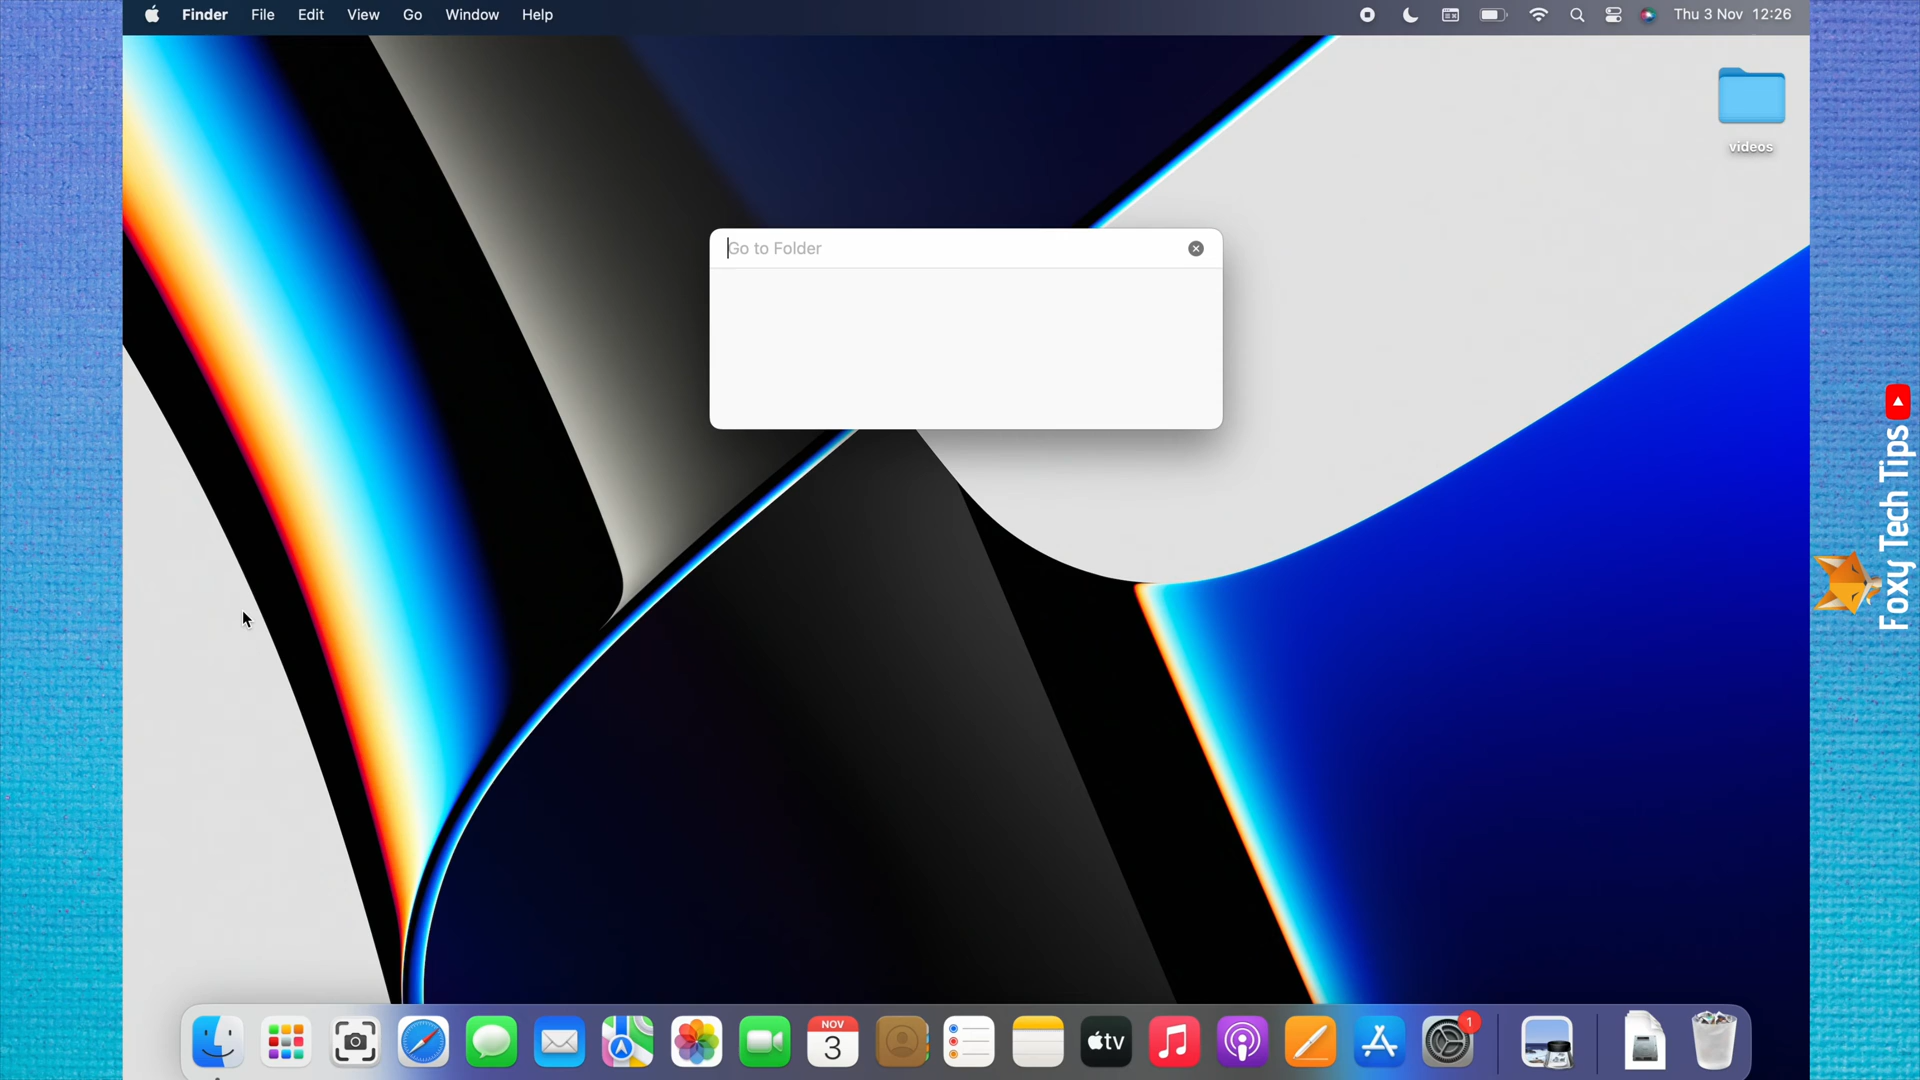 Finder File Edit View Go Window Help Thu 3 Nov 12:26
videos
Go to Folder
Foxy Tech Tips
NOV
3
tv
1